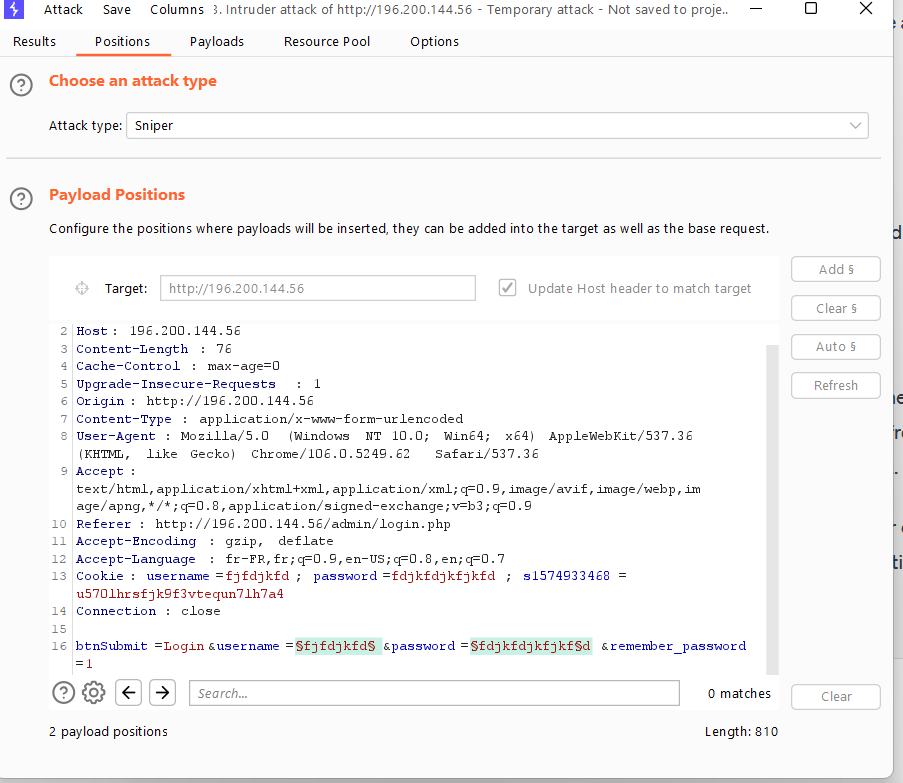 Attack Save Columns 3. Intruder attack of http://196.200.144.56 - Temporary attack - Not saved to proje..
Results Positions Payloads Resource Pool Options
? Choose an attack type
Attack type: Sniper
? Payload Positions
Configure the positions where payloads will be inserted, they can be added into the target as well as the base request.
Target: http://196.200.144.56 Update Host header to match target
Add §
Clear §
Auto §
Refresh
2 Host : 196.200.144.56
3 Content-Length : 76
4 Cache-Control : max-age=0
5 Upgrade-Insecure-Requests : 1
6 Origin : http://196.200.144.56
7 Content-Type : application/x-www-form-urlencoded
8 User-Agent : Mozilla/5.0 (Windows NT 10.0; Win64; x64) AppleWebKit/537.36
(KHTML, like Gecko) Chrome/106.0.5249.62 Safari/537.36
9 Accept :
text/html,application/xhtml+xml,application/xml;q=0.9,image/avif,image/webp,im
age/apng,*/*;q=0.8,application/signed-exchange;v=b3;q=0.9
10 Referer : http://196.200.144.56/admin/login.php
11 Accept-Encoding : gzip, deflate
12 Accept-Language : fr-FR,fr;q=0.9,en-US;q=0.8,en;q=0.7
13 Cookie : username =fjfdjkfd ; password =fdjkfdjkfjkfd ; s1574933468 =
u570lhrsfjk9f3vtequn7lh7a4
14 Connection : close
15
16 btnSubmit =Login &username =§fjfdjkfd§ &password =§fdjkfdjkfjkf§d &remember_password
=1
? Search... 0 matches Clear
2 payload positions Length: 810